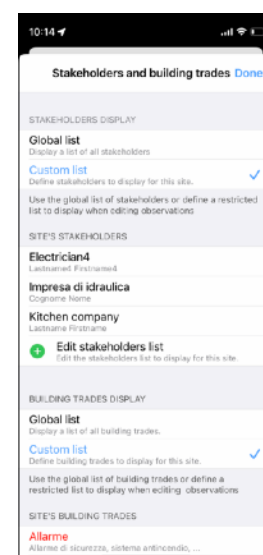 10:14
Stakeholders and building trades Done
STAKEHOLDERS DISPLAY
Global list
Display a list of all stakeholders
Custom list
Define stakeholders to display for this site.
Use the global list of stakeholders or define a restricted
list to display when editing observations
SITE'S STAKEHOLDERS
Electrician4
Lastname4 Firstname4
Impresa di idraulica
Cognome Nome
Kitchen company
Lastname Firstname
Edit stakeholders list
Edit the stakeholders list to display for this site.
BUILDING TRADES DISPLAY
Global list
Display a list of all building trades.
Custom list
Define building trades to display for this site.
Use the global list of building trades or define a
restricted list to display when editing observations
SITE'S BUILDING TRADES
Allarme
Allarme di sicurezza, sistema antincendio, ...